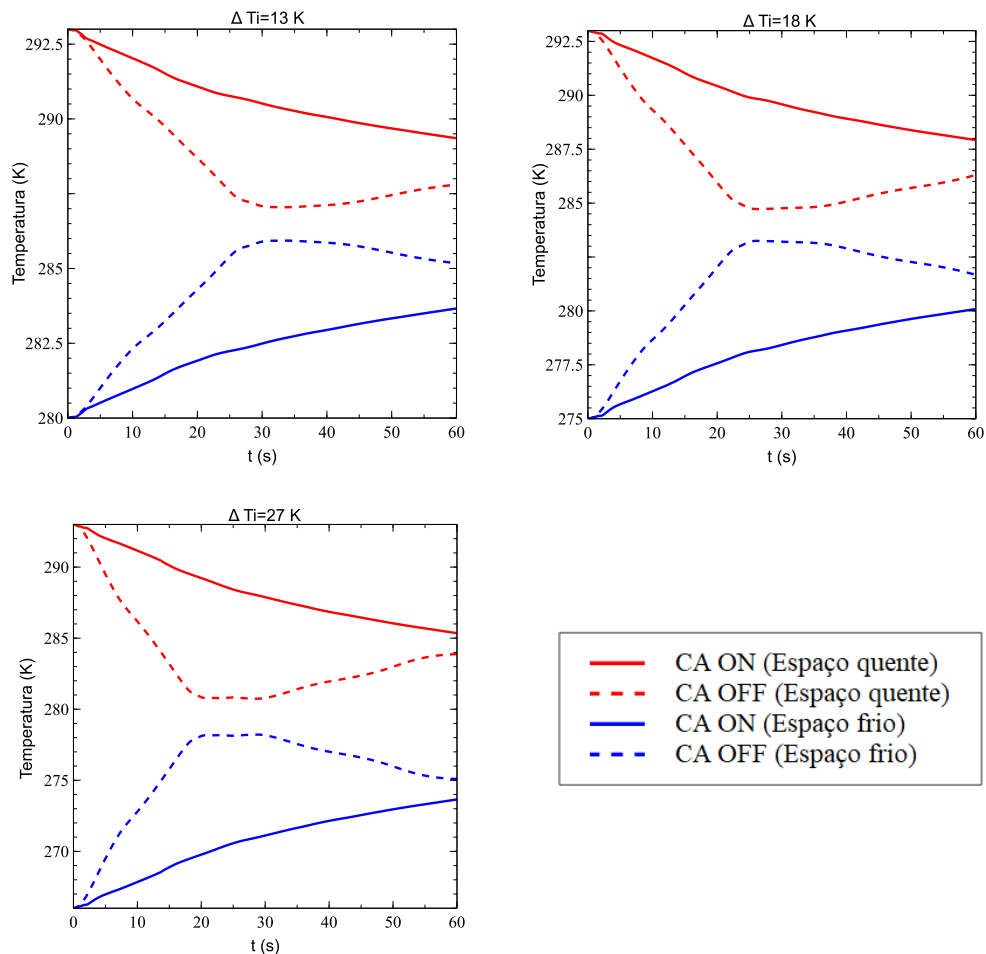 Δ Ti=13 K
Temperatura (K)
292.5
290
285
282.5
280
0 10 20 30 40 50 60
t (s)
Δ Ti=18 K
Temperatura (K)
292.5
290
287.5
285
280
277.5
275
0 10 20 30 40 50 60
t (s)
Δ Ti=27 K
Temperatura (K)
290
285
280
275
270
0 10 20 30 40 50 60
t (s)
CA ON (Espaço quente)
CA OFF (Espaço quente)
CA ON (Espaço frio)
CA OFF (Espaço frio)